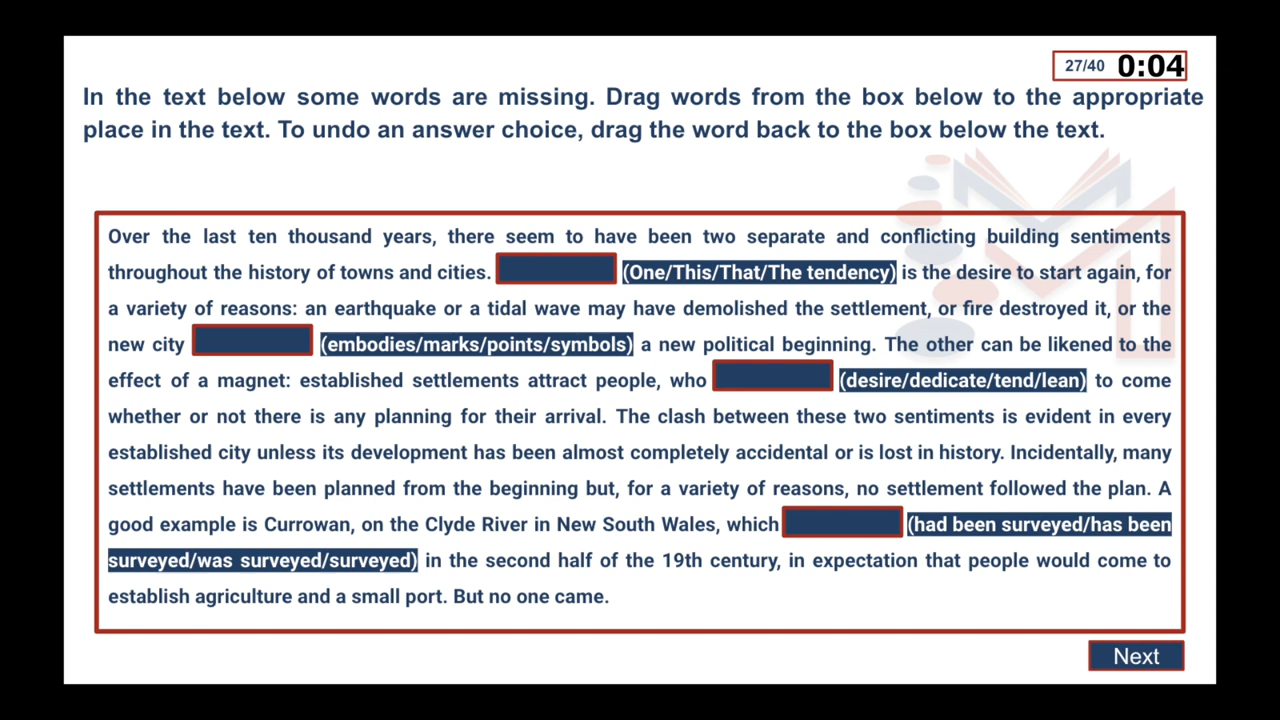 27/40 0:04
In the text below some words are missing. Drag words from the box below to the appropriate
place in the text. To undo an answer choice, drag the word back to the box below the text.
Over the last ten thousand years, there seem to have been two separate and conflicting building sentiments
throughout the history of towns and cities. (One/This/That/The tendency) is the desire to start again, for
a variety of reasons: an earthquake or a tidal wave may have demolished the settlement, or fire destroyed it, or the
new city (embodies/marks/points/symbols) a new political beginning. The other can be likened to the
effect of a magnet: established settlements attract people, who (desire/dedicate/tend/lean) to come
whether or not there is any planning for their arrival. The clash between these two sentiments is evident in every
established city unless its development has been almost completely accidental or is lost in history. Incidentally, many
settlements have been planned from the beginning but, for a variety of reasons, no settlement followed the plan. A
good example is Currowan, on the Clyde River in New South Wales, which (had been surveyed/has been
surveyed/was surveyed/surveyed) in the second half of the 19th century, in expectation that people would come to
establish agriculture and a small port. But no one came.
Next